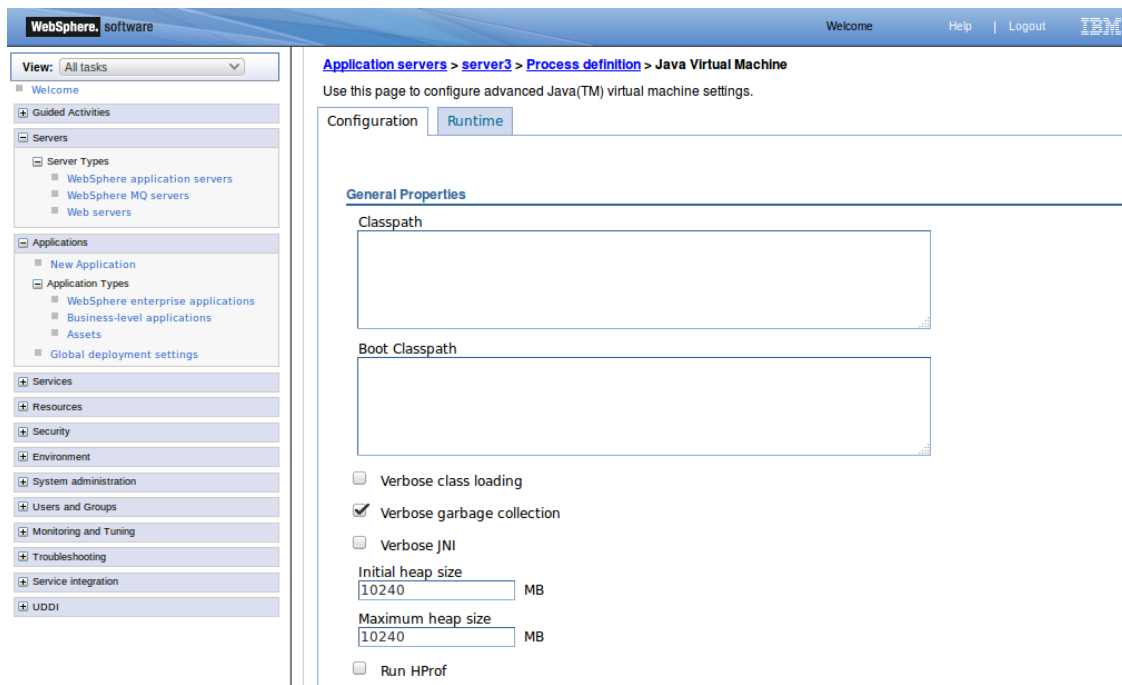 WebSphere. software
Welcome
Help | Logout
IBM
View: All tasks
Welcome
Guided Activities
Servers
Server Types
WebSphere application servers
WebSphere MQ servers
Web servers
Applications
New Application
Application Types
WebSphere enterprise applications
Business-level applications
Assets
Global deployment settings
Services
Resources
Security
Environment
System administration
Users and Groups
Monitoring and Tuning
Troubleshooting
Service integration
UDDI
Application servers > server3 > Process definition > Java Virtual Machine
Use this page to configure advanced Java(TM) virtual machine settings.
Configuration
Runtime
General Properties
Classpath
Boot Classpath
Verbose class loading
Verbose garbage collection
Verbose JNI
Initial heap size
10240 MB
Maximum heap size
10240 MB
Run HProf